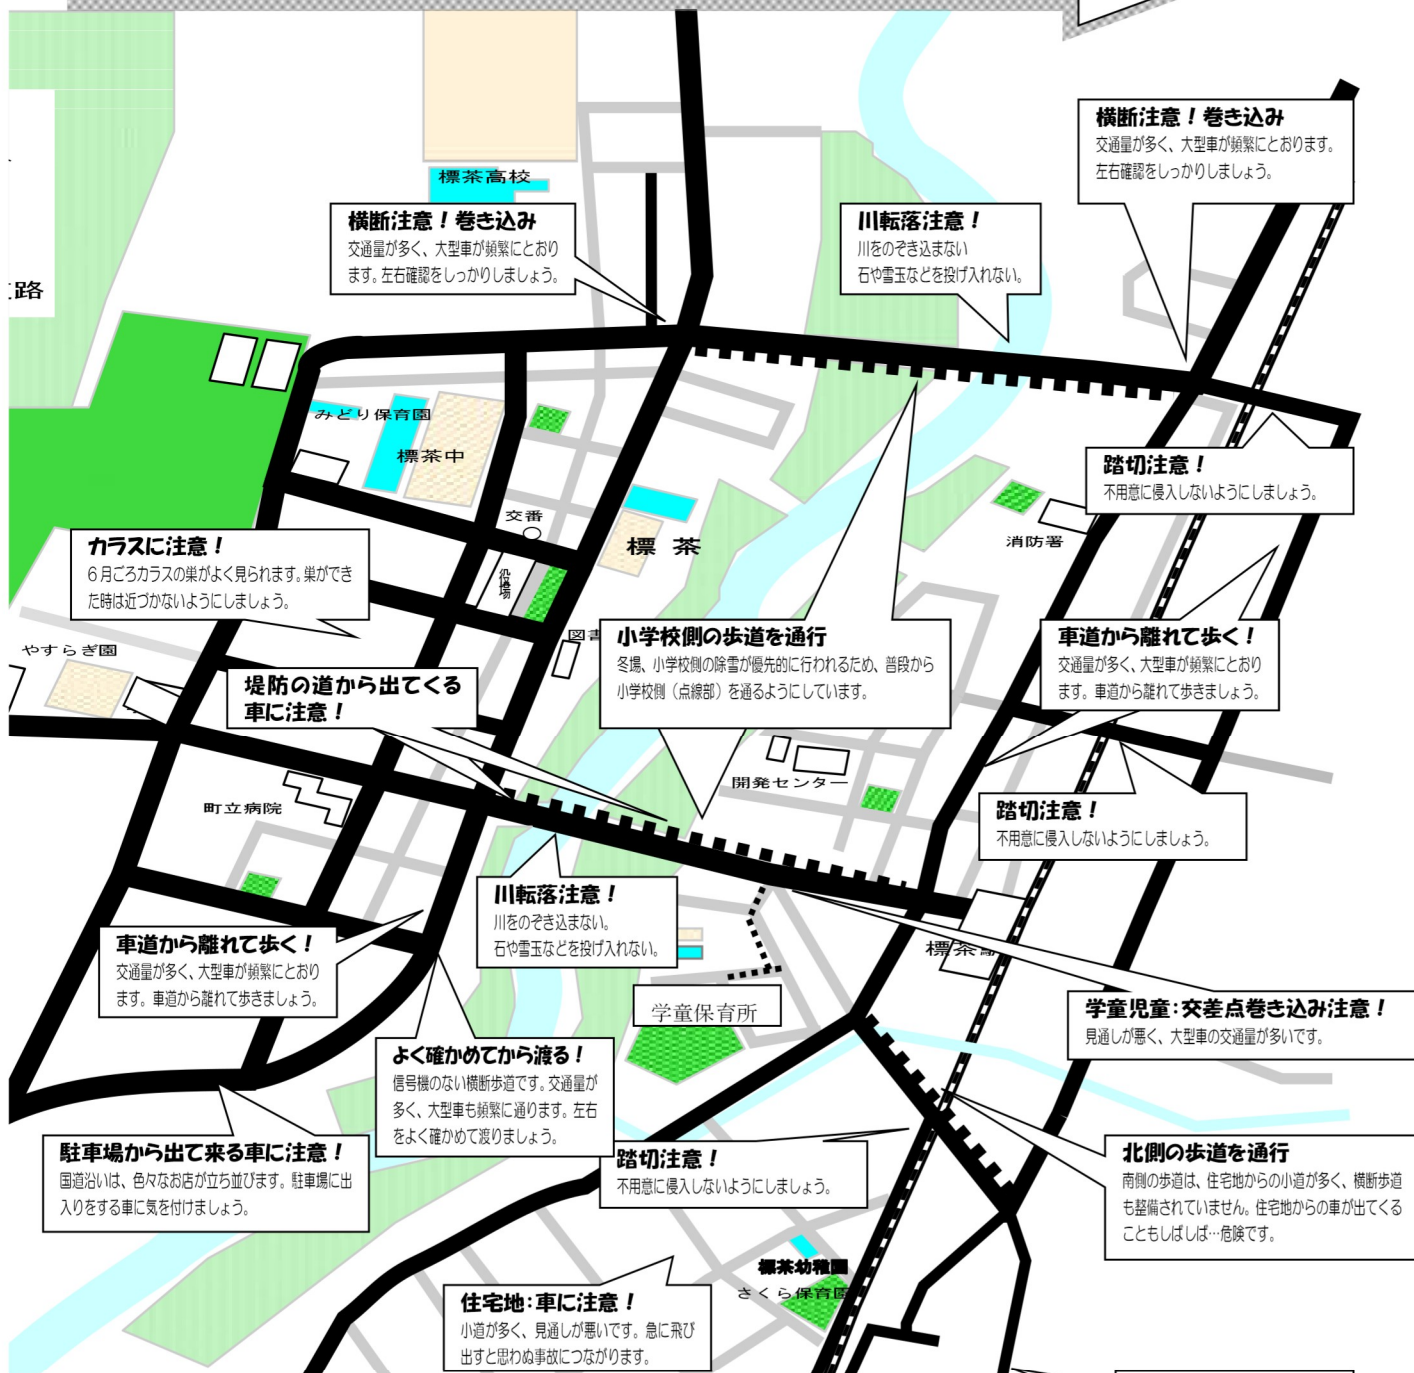 横断注意！巻き込み
交通量が多く、大型車が頻繁にとおります。
左右確認をしっかりしましょう。
標茶高校
横断注意！巻き込み
交通量が多く、大型車が頻繁にとおり
ます。左右確認をしっかりしましょう。
川転落注意！
川をのぞき込まない
石や雪玉などを投げ入れない。
路
みどり保育園
標茶中
踏切注意！
不用意に侵入しないようにしましょう。
交番
役場
標 茶
消防署
カラスに注意！
６月ごろカラスの巣がよく見られます。巣ができ
た時は近づかないようにしましょう。
やすらぎ園
図書
小学校側の歩道を通行
冬場、小学校側の除雪が優先的に行われるため、普段から
小学校側（点線部）を通るようにしています。
車道から離れて歩く！
交通量が多く、大型車が頻繁にとおり
ます。車道から離れて歩きましょう。
堤防の道から出てくる
車に注意！
開発センター
町立病院
踏切注意！
不用意に侵入しないようにしましょう。
川転落注意！
川をのぞき込まない。
石や雪玉などを投げ入れない。
車道から離れて歩く！
交通量が多く、大型車が頻繁にとおり
ます。車道から離れて歩きましょう。
標茶
学童保育所
学童児童：交差点巻き込み注意！
見通しが悪く、大型車の交通量が多いです。
よく確かめてから渡る！
信号機のない横断歩道です。交通量が
多く、大型車も頻繁に通ります。左右
をよく確かめて渡りましょう。
駐車場から出て来る車に注意！
国道沿いは、色々なお店が立ち並びます。駐車場に出
入りをする車に気を付けましょう。
踏切注意！
不用意に侵入しないようにしましょう。
北側の歩道を通行
南側の歩道は、住宅地からの小道が多く、横断歩道
も整備されていません。住宅地からの車が出てくる
こともしばしば…危険です。
標茶幼稚園
さくら保育園
住宅地：車に注意！
小道が多く、見通しが悪いです。急に飛び
出すと思わぬ事故につながります。